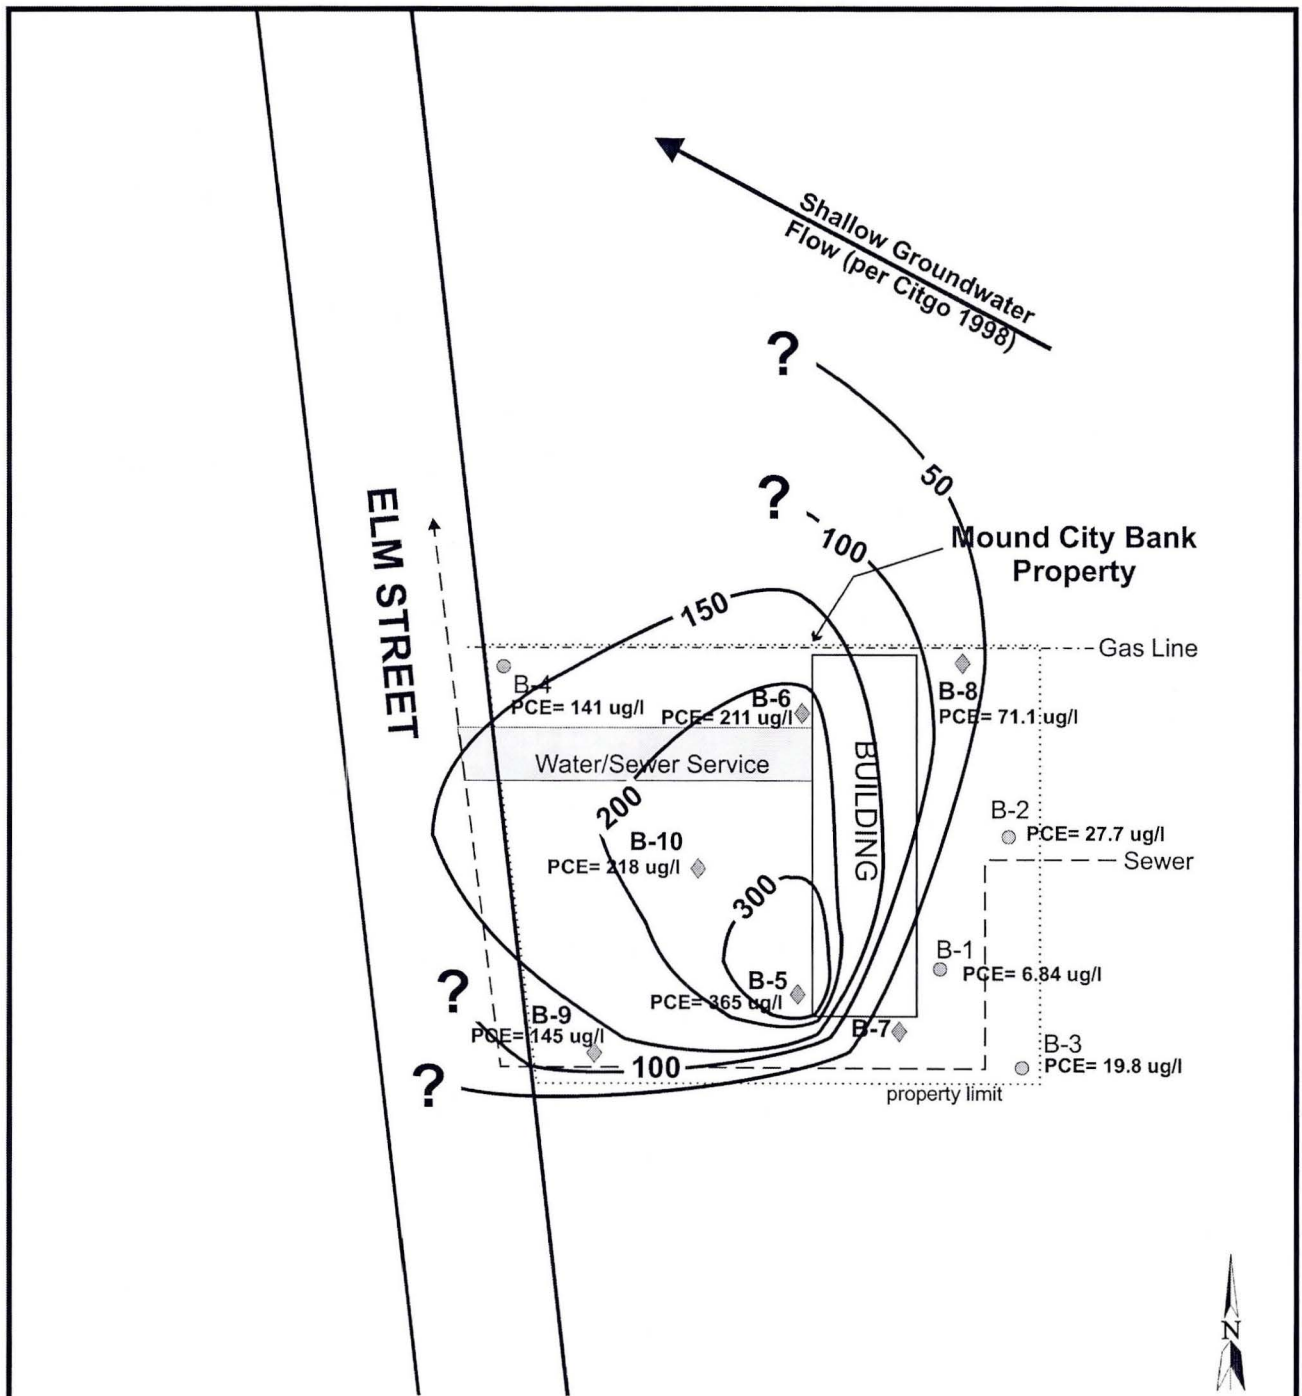 Shallow Groundwater
Flow (per Citgo 1998)
?
50
?
100
Mound City Bank
Property
ELM STREET
150
Gas Line
B-4
PCE= 141 ug/l
B-6
PCE= 211 ug/l
B-8
PCE= 71.1 ug/l
Water/Sewer Service
BUILDING
200
B-2
PCE= 27.7 ug/l
B-10
PCE= 218 ug/l
Sewer
300
B-1
PCE= 6.84 ug/l
B-5
PCE= 365 ug/l
?
B-9
PCE= 145 ug/l
B-7
B-3
PCE= 19.8 ug/l
100
?
property limit
N